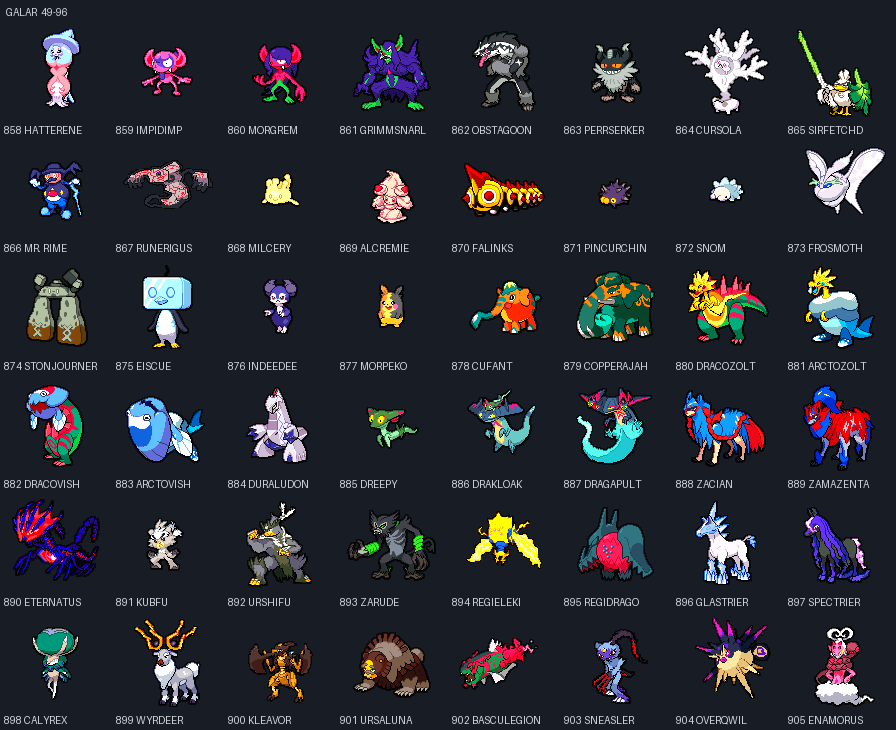 GALAR 49-96
858 HATTERENE 859 IMPIDIMP 860 MORGREM 861 GRIMMSNARL 862 OBSTAGOON 863 PERRSERKER 864 CURSOLA 865 SIRFETCHD
866 MR. RIME 867 RUNERIGUS 868 MILCERY 869 ALCREMIE 870 FALINKS 871 PINCURCHIN 872 SNOM 873 FROSMOTH
874 STONJOURNER 875 EISCUE 876 INDEEDEE 877 MORPEKO 878 CUFANT 879 COPPERAJAH 880 DRACOZOLT 881 ARCTOZOLT
882 DRACOVISH 883 ARCTOVISH 884 DURALUDON 885 DREEPY 886 DRAKLOAK 887 DRAGAPULT 888 ZACIAN 889 ZAMAZENTA
890 ETERNATUS 891 KUBFU 892 URSHIFU 893 ZARUDE 894 REGIELEKI 895 REGIDRAGO 896 GLASTRIER 897 SPECTRIER
898 CALYREX 899 WYRDEER 900 KLEAVOR 901 URSALUNA 902 BASCULEGION 903 SNEASLER 904 OVERQWIL 905 ENAMORUS